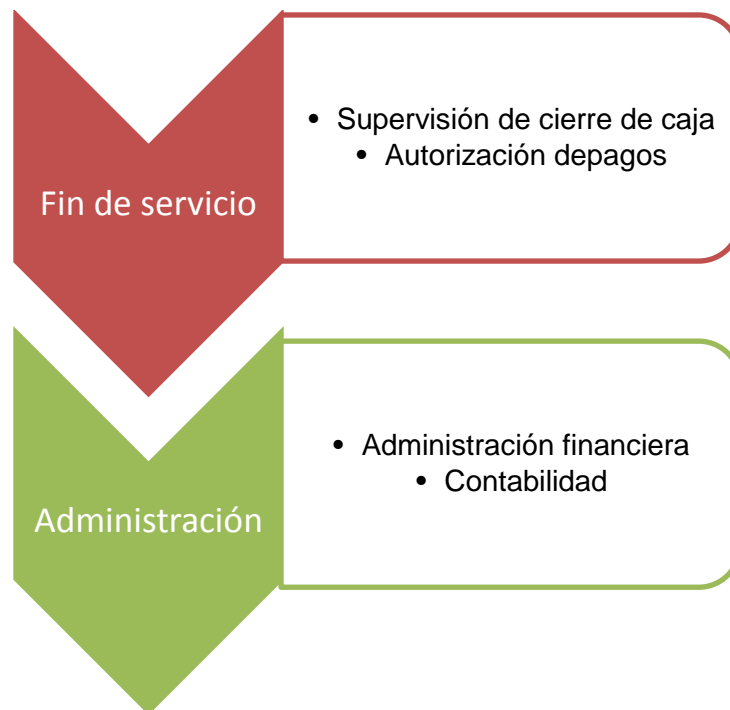 Fin de servicio
• Supervisión de cierre de caja
• Autorización depagos
Administración
• Administración financiera
• Contabilidad